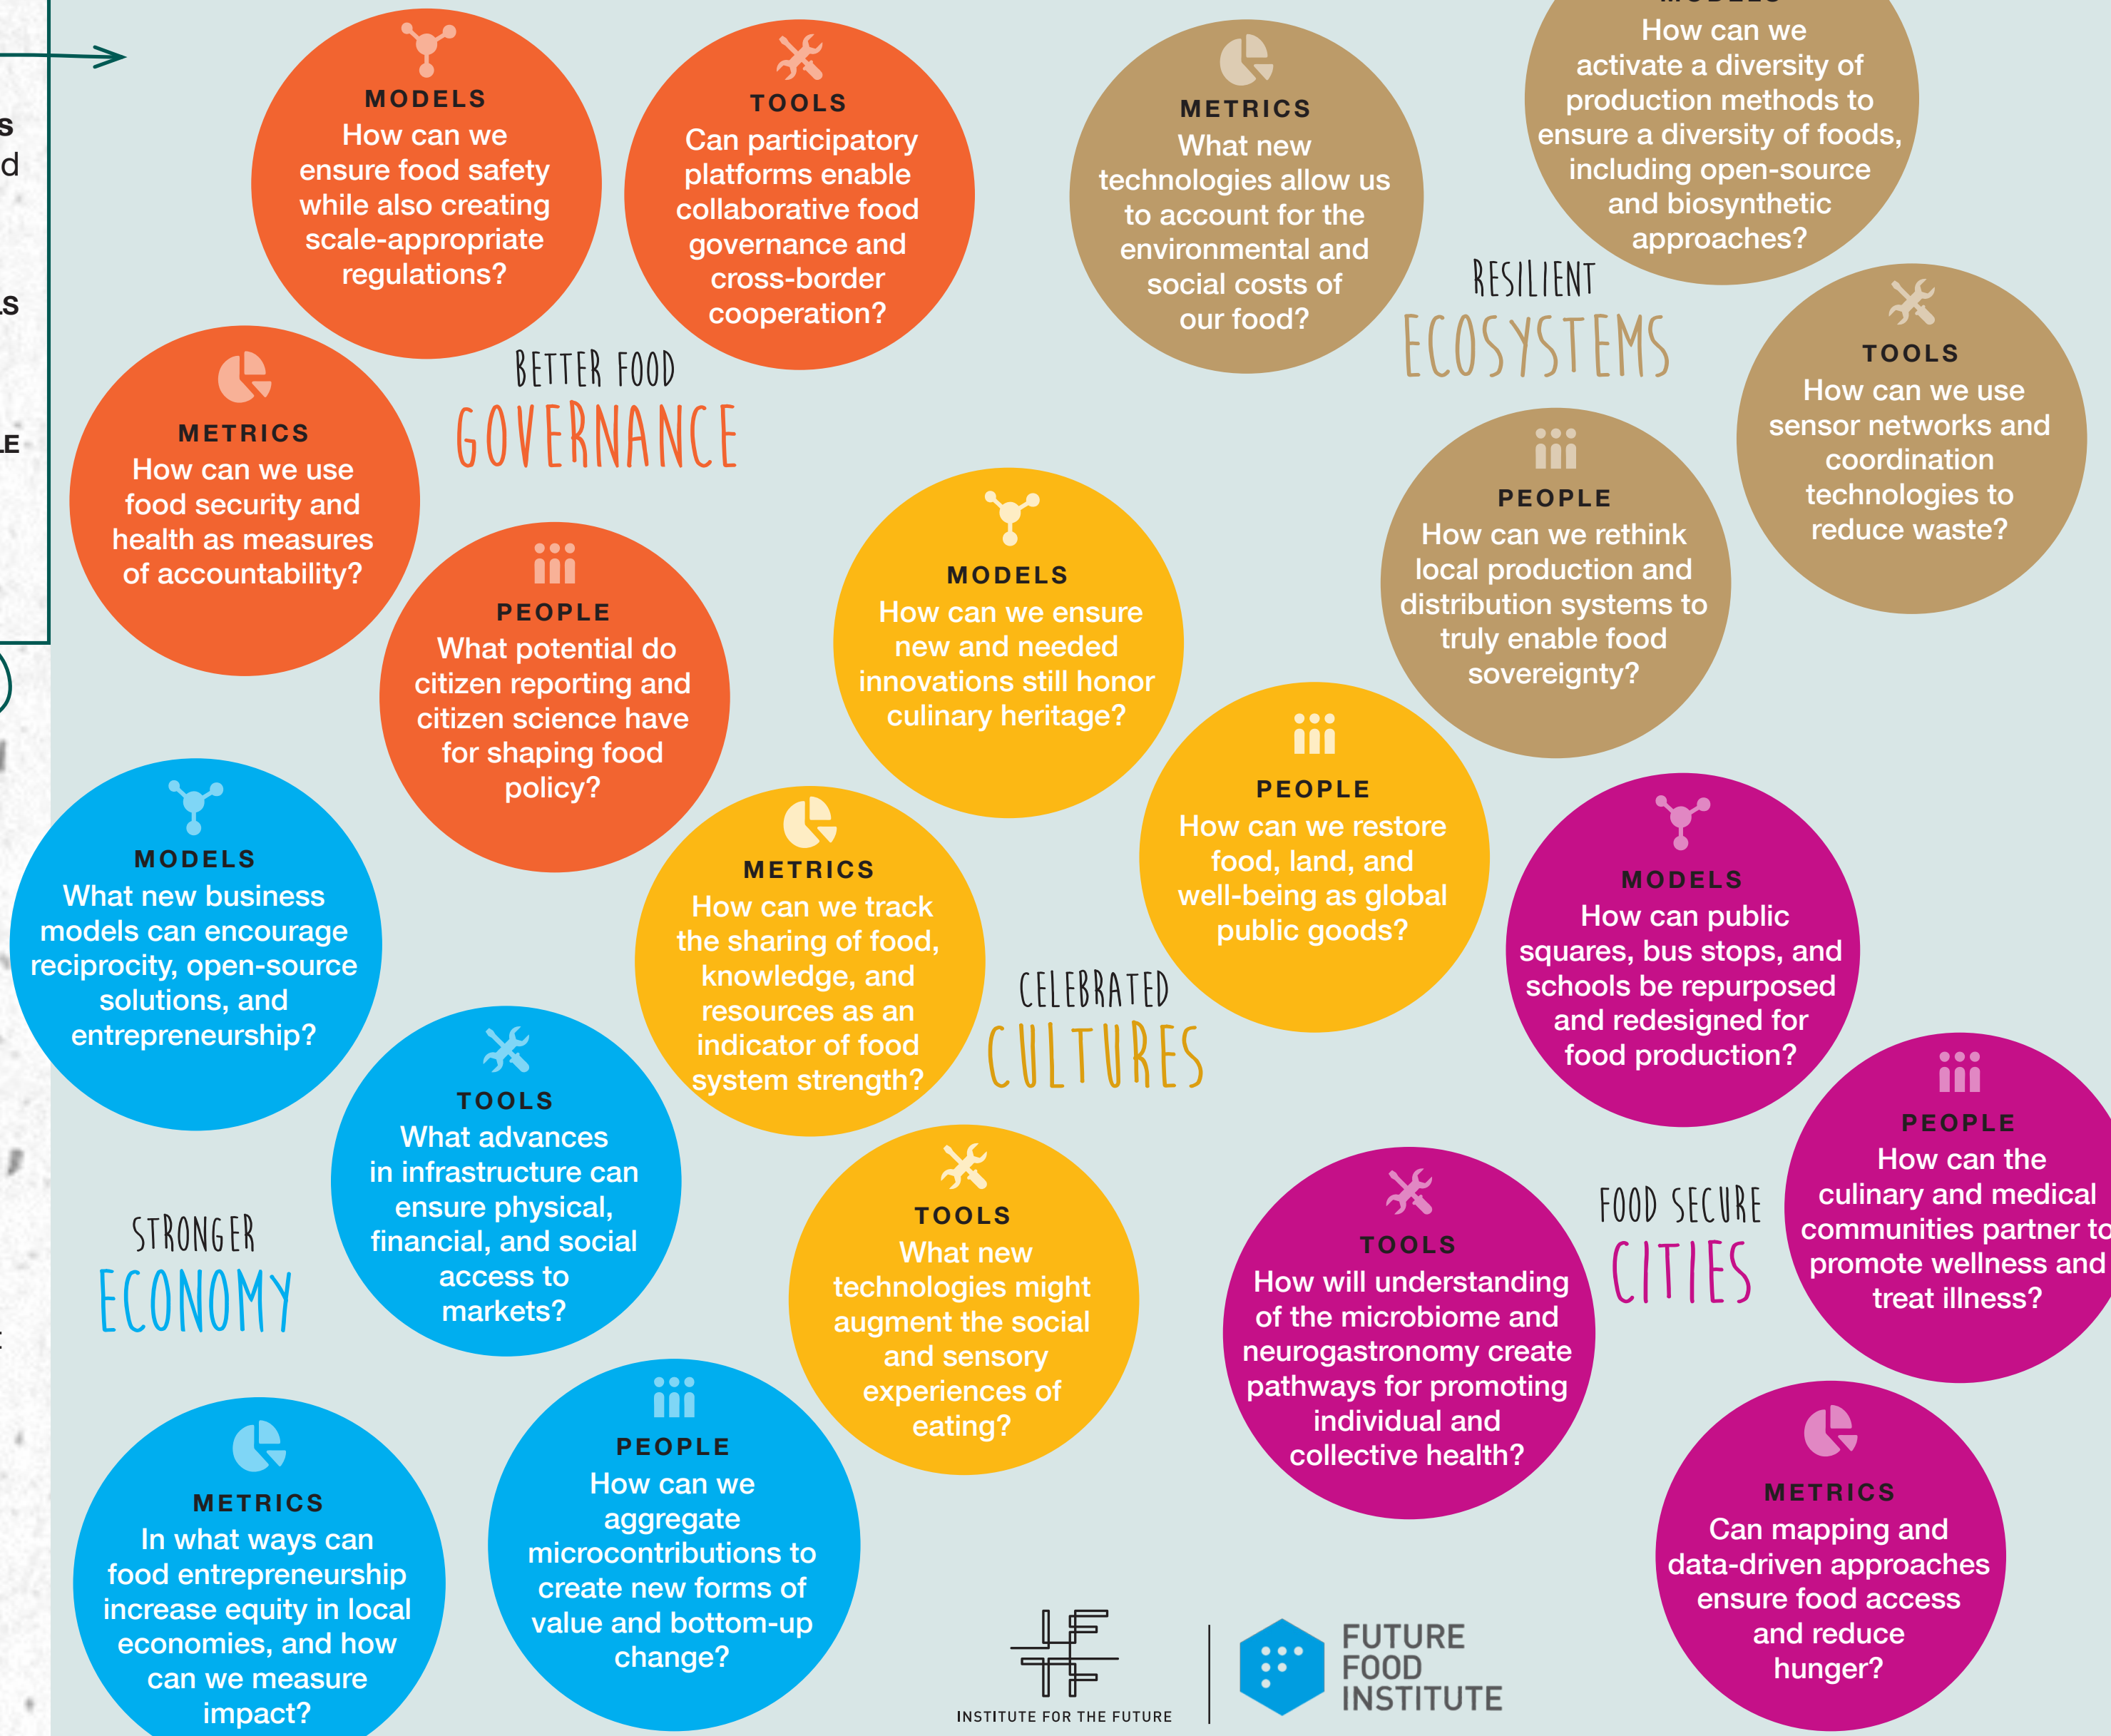 MODELS
How can we
ensure food safety
while also creating
scale-appropriate
regulations?
TOOLS
Can participatory
platforms enable
collaborative food
governance and
cross-border
cooperation?
METRICS
How can we use
food security and
health as measures
of accountability?
PEOPLE
What potential do
citizen reporting and
citizen science have
for shaping food
policy?
BETTER FOOD
GOVERNANCE
METRICS
What new
technologies allow us
to account for the
environmental and
social costs of
our food?
MODELS
How can we
activate a diversity of
production methods to
ensure a diversity of foods,
including open-source
and biosynthetic
approaches?
RESILIENT
ECOSYSTEMS
TOOLS
How can we use
sensor networks and
coordination
technologies to
reduce waste?
PEOPLE
How can we rethink
local production and
distribution systems to
truly enable food
sovereignty?
MODELS
How can we ensure
new and needed
innovations still honor
culinary heritage?
PEOPLE
How can we restore
food, land, and
well-being as global
public goods?
METRICS
How can we track
the sharing of food,
knowledge, and
resources as an
indicator of food
system strength?
CELEBRATED
CULTURES
TOOLS
What new
technologies might
augment the social
and sensory
experiences of
eating?
MODELS
What new business
models can encourage
reciprocity, open-source
solutions, and
entrepreneurship?
TOOLS
What advances
in infrastructure can
ensure physical,
financial, and social
access to
markets?
STRONGER
ECONOMY
METRICS
In what ways can
food entrepreneurship
increase equity in local
economies, and how
can we measure
impact?
PEOPLE
How can we
aggregate
microcontributions to
create new forms of
value and bottom-up
change?
MODELS
How can public
squares, bus stops, and
schools be repurposed
and redesigned for
food production?
PEOPLE
How can the
culinary and medical
communities partner to
promote wellness and
treat illness?
FOOD SECURE
CITIES
TOOLS
How will understanding
of the microbiome and
neurogastronomy create
pathways for promoting
individual and
collective health?
METRICS
Can mapping and
data-driven approaches
ensure food access
and reduce
hunger?
INSTITUTE FOR THE FUTURE
FUTURE
FOOD
INSTITUTE